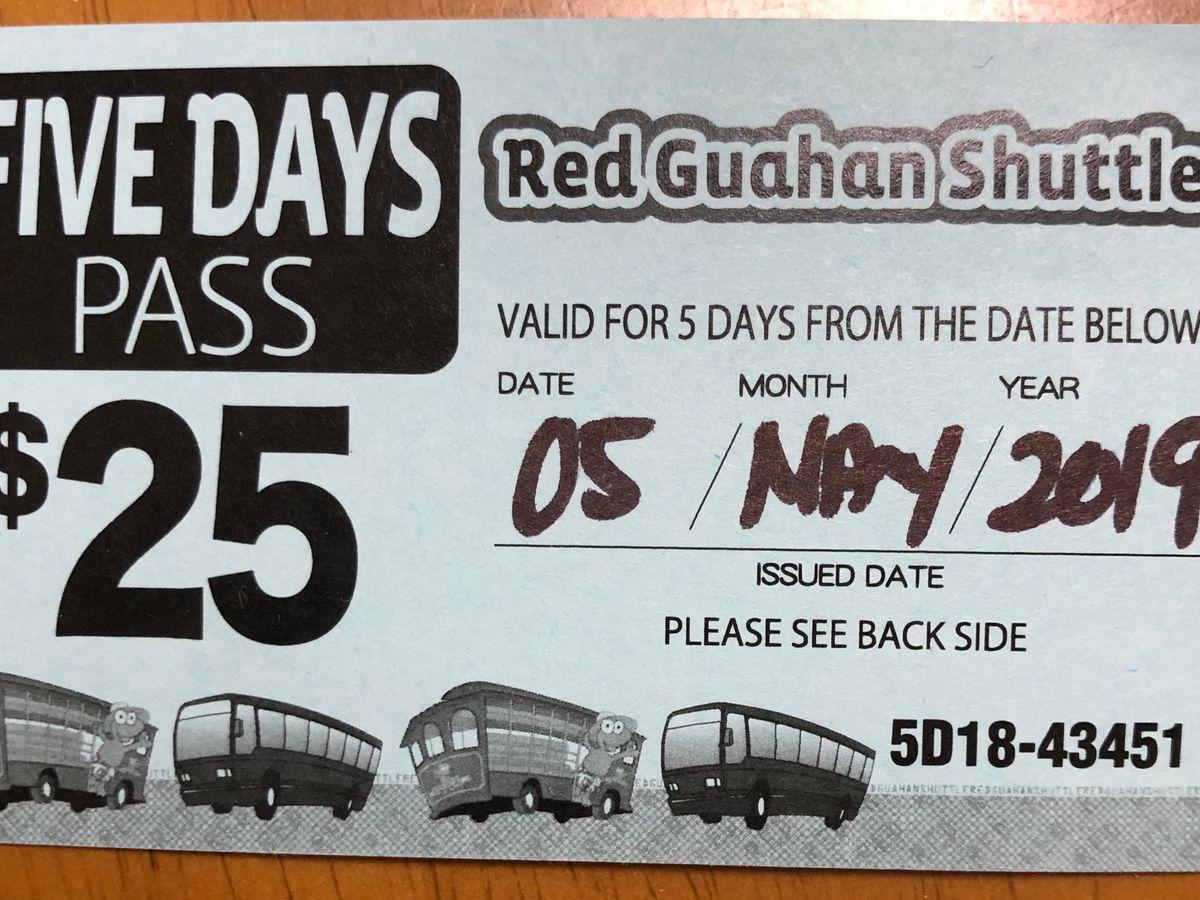 FIVE DAYS
PASS
$25
Red Guahan Shuttle
VALID FOR 5 DAYS FROM THE DATE BELOW
DATE MONTH YEAR
05 / MAY / 2019
ISSUED DATE
PLEASE SEE BACK SIDE
5D18-43451